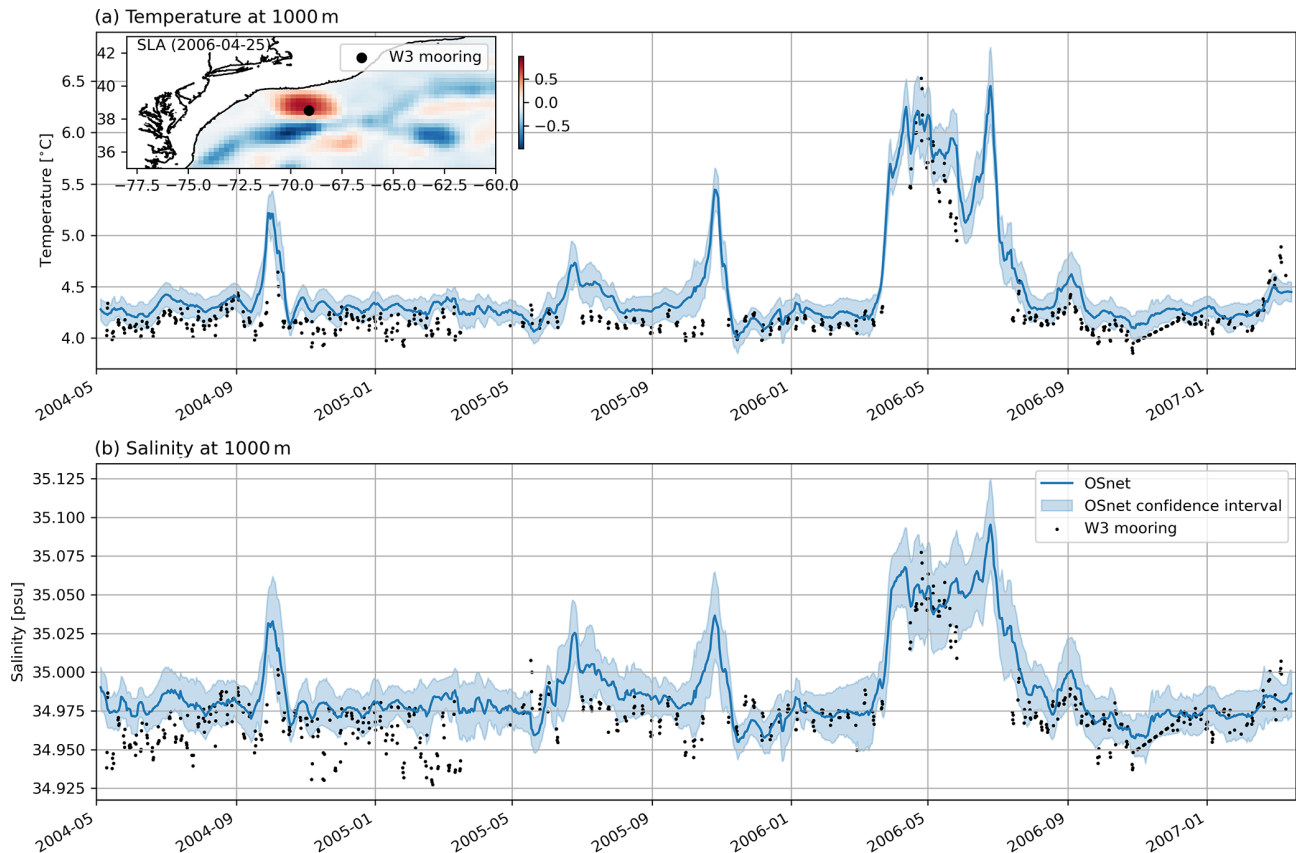 (a) Temperature at 1000 m
SLA (2006-04-25)
W3 mooring
42
40
38
36
−77.5 −75.0 −72.5 −70.0 −67.5 −65.0 −62.5 −60.0
0.5
0.0
−0.5
Temperature [°C]
6.5
6.0
5.5
5.0
4.5
4.0
2004-05 2004-09 2005-01 2005-05 2005-09 2006-01 2006-05 2006-09 2007-01
(b) Salinity at 1000 m
OSnet
OSnet confidence interval
W3 mooring
Salinity [psu]
35.125
35.100
35.075
35.050
35.025
35.000
34.975
34.950
34.925
2004-05 2004-09 2005-01 2005-05 2005-09 2006-01 2006-05 2006-09 2007-01